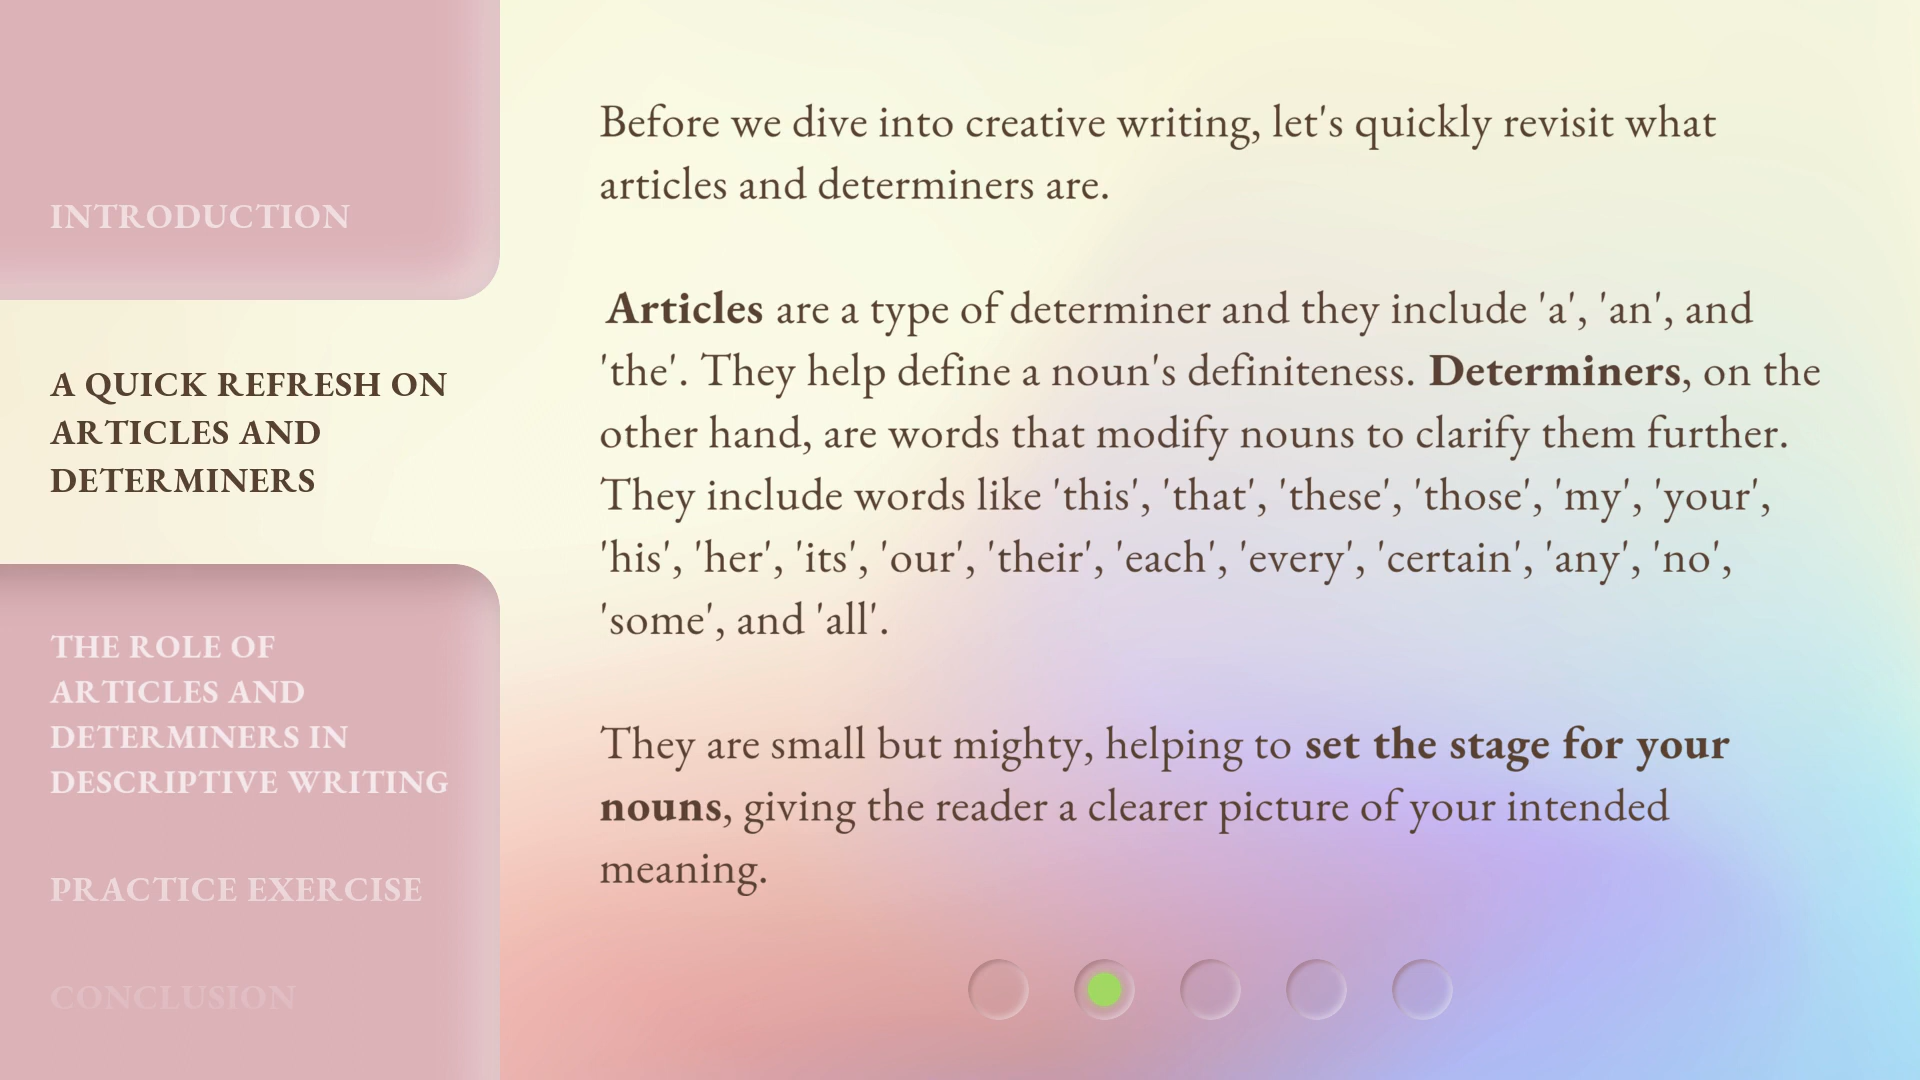 INTRODUCTION
A QUICK REFRESH ON
ARTICLES AND
DETERMINERS
THE ROLE OF
ARTICLES AND
DETERMINERS IN
DESCRIPTIVE WRITING
PRACTICE EXERCISE
CONCLUSION
Before we dive into creative writing, let's quickly revisit what
articles and determiners are.
Articles are a type of determiner and they include 'a', 'an', and
'the'. They help define a noun's definiteness. Determiners, on the
other hand, are words that modify nouns to clarify them further.
They include words like 'this', 'that', 'these', 'those', 'my', 'your',
'his', 'her', 'its', 'our', 'their', 'each', 'every', 'certain', 'any', 'no',
'some', and 'all'.
They are small but mighty, helping to set the stage for your
nouns, giving the reader a clearer picture of your intended
meaning.